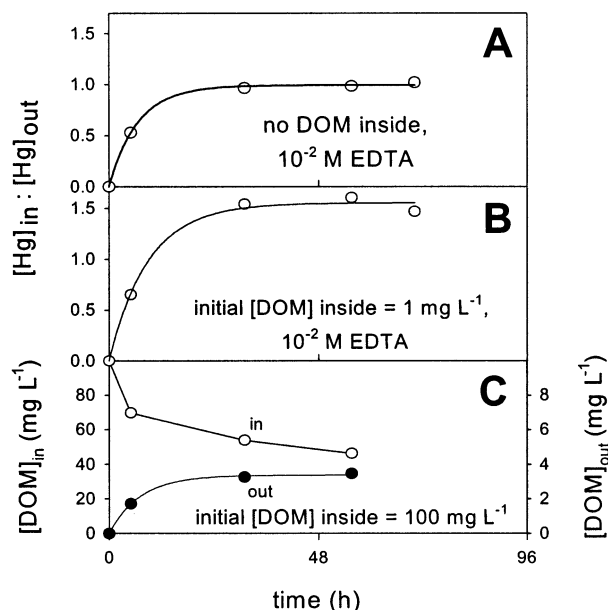 A
1.5
1.0
0.5
0.0
no DOM inside,
10⁻² M EDTA
[Hg]in : [Hg]out
B
1.5
1.0
0.5
0.0
initial [DOM] inside = 1 mg L⁻¹,
10⁻² M EDTA
C
80
60
40
20
0
[DOM]in (mg L⁻¹)
in
out
initial [DOM] inside = 100 mg L⁻¹
8
6
4
2
0
[DOM]out (mg L⁻¹)
0 48 96
time (h)